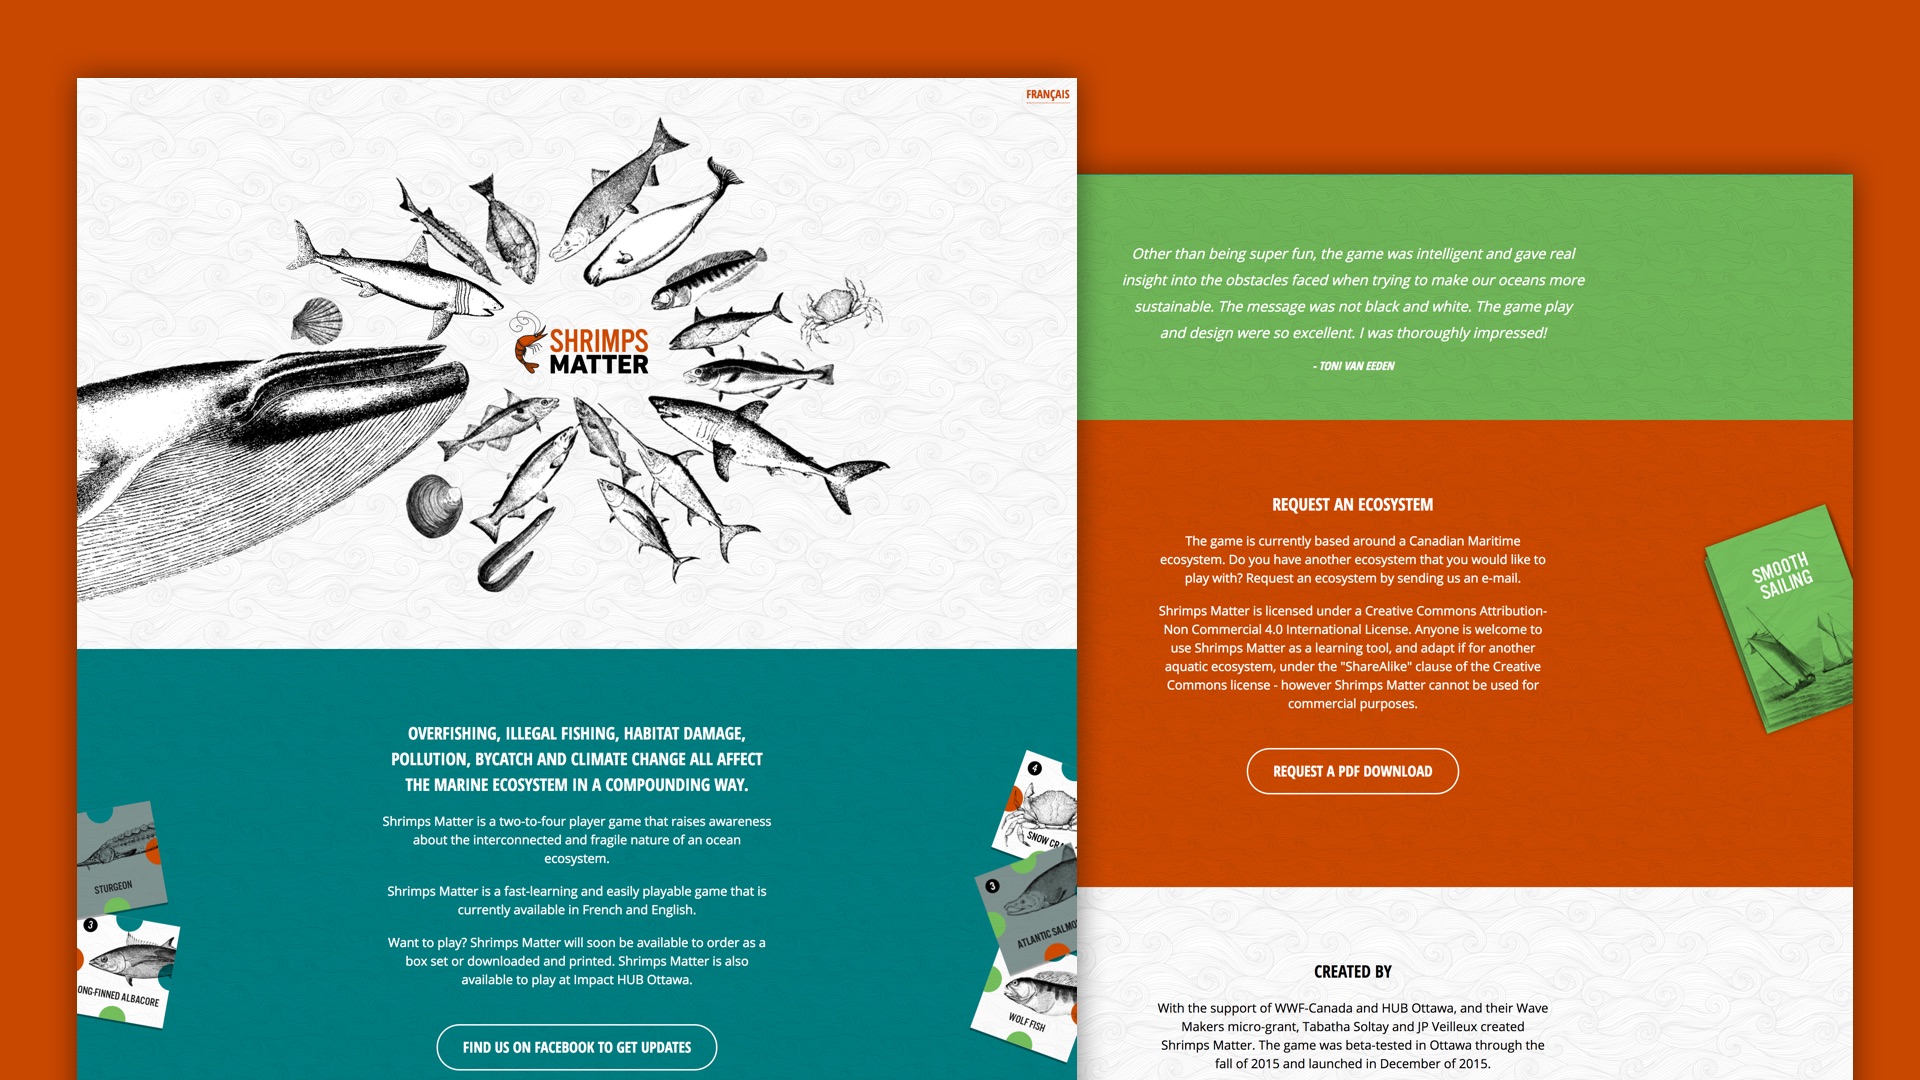 FRANÇAIS
SHRIMPS
MATTER
OVERFISHING, ILLEGAL FISHING, HABITAT DAMAGE,
POLLUTION, BYCATCH AND CLIMATE CHANGE ALL AFFECT
THE MARINE ECOSYSTEM IN A COMPOUNDING WAY.
Shrimps Matter is a two-to-four player game that raises awareness
about the interconnected and fragile nature of an ocean
ecosystem.
Shrimps Matter is a fast-learning and easily playable game that is
currently available in French and English.
Want to play? Shrimps Matter will soon be available to order as a
box set or downloaded and printed. Shrimps Matter is also
available to play at Impact HUB Ottawa.
FIND US ON FACEBOOK TO GET UPDATES
STURGEON
3
ONG-FINNED ALBACORE
4
SNOW CR
3
ATLANTIC SALMO
WOLF FISH
Other than being super fun, the game was intelligent and gave real
insight into the obstacles faced when trying to make our oceans more
sustainable. The message was not black and white. The game play
and design were so excellent. I was thoroughly impressed!
- TONI VAN EEDEN
REQUEST AN ECOSYSTEM
The game is currently based around a Canadian Maritime
ecosystem. Do you have another ecosystem that you would like to
play with? Request an ecosystem by sending us an e-mail.
Shrimps Matter is licensed under a Creative Commons Attribution-
Non Commercial 4.0 International License. Anyone is welcome to
use Shrimps Matter as a learning tool, and adapt if for another
aquatic ecosystem, under the "ShareAlike" clause of the Creative
Commons license - however Shrimps Matter cannot be used for
commercial purposes.
REQUEST A PDF DOWNLOAD
SMOOTH
SAILING
CREATED BY
With the support of WWF-Canada and HUB Ottawa, and their Wave
Makers micro-grant, Tabatha Soltay and JP Veilleux created
Shrimps Matter. The game was beta-tested in Ottawa through the
fall of 2015 and launched in December of 2015.